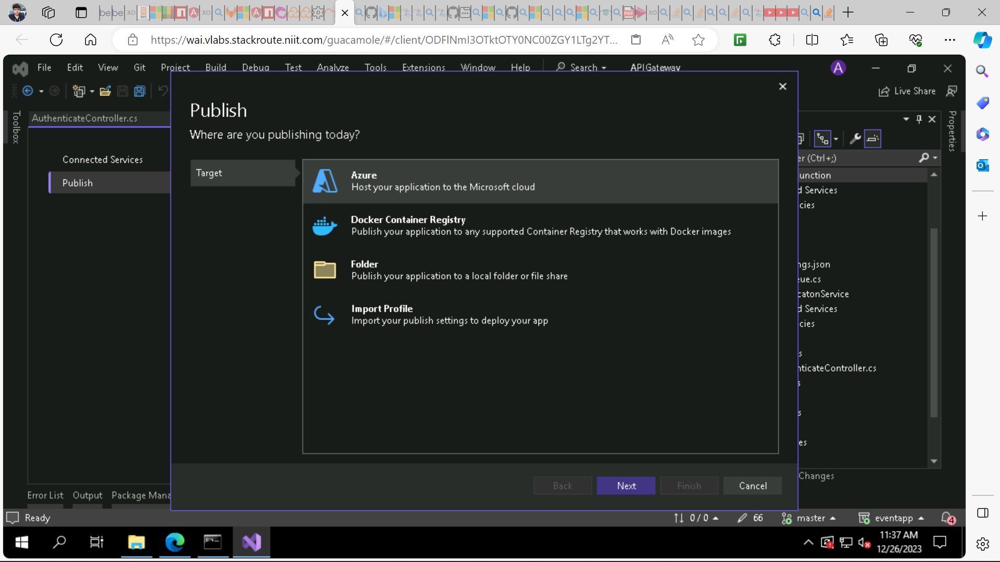 https://wai.vlabs.stackroute.niit.com/guacamole/#/client/ODFlNmI3OTktOTY0NC00ZGY1LTg2YT...
File Edit View Git Project Build Debug Test Analyze Tools Extensions Window Help Search APIGateway
A
Live Share
Toolbox
AuthenticateController.cs
Connected Services
Publish
Publish
Where are you publishing today?
Target
Azure
Host your application to the Microsoft cloud
Docker Container Registry
Publish your application to any supported Container Registry that works with Docker images
Folder
Publish your application to a local folder or file share
Import Profile
Import your publish settings to deploy your app
Back Next Finish Cancel
Properties
er (Ctrl+;)
unction
d Services
cies
ngs.json
eue.cs
catonService
d Services
cies
s
nticateController.cs
s
s
es
Changes
Error List Output Package Mana
Ready
0 / 0 66 master eventapp 4
11:37 AM
12/26/2023